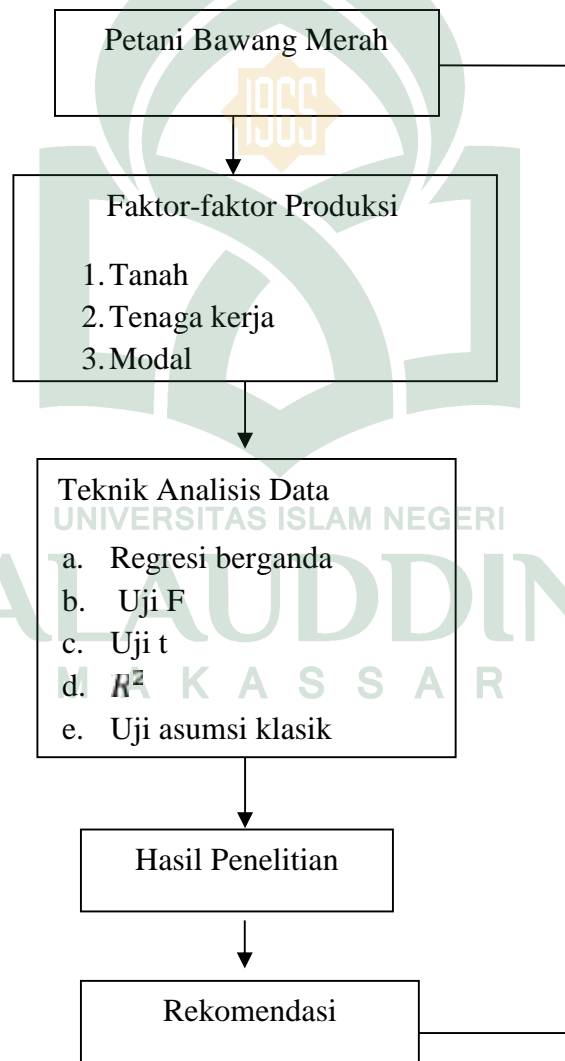 Petani Bawang Merah
1965
Faktor-faktor Produksi
1. Tanah
2. Tenaga kerja
3. Modal
Teknik Analisis Data
UNIVERSITAS ISLAM NEGERI
a. Regresi berganda
b. Uji F
ALAUDDIN
c. Uji t
d. R²
MAKASSAR
e. Uji asumsi klasik
Hasil Penelitian
Rekomendasi